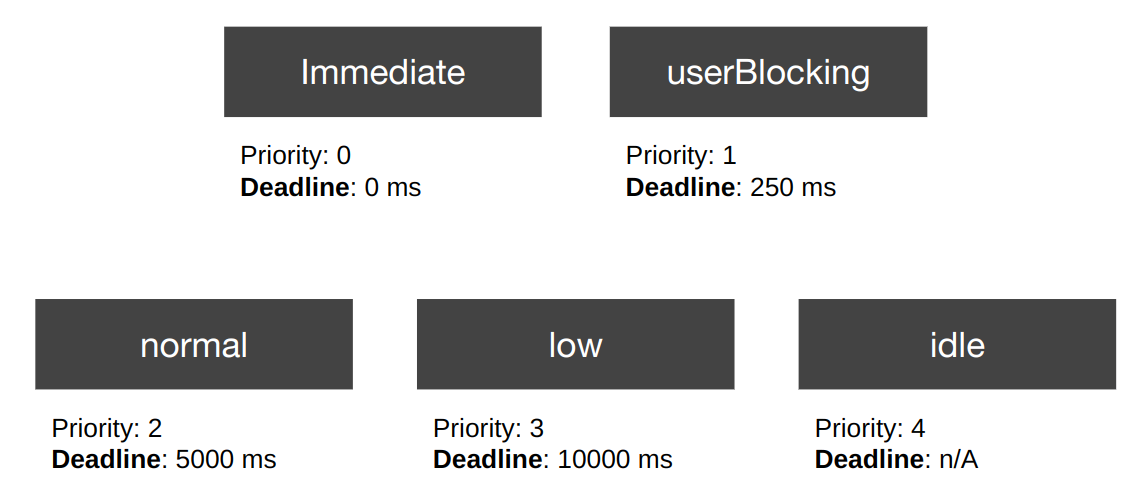 Immediate
userBlocking
Priority: 0
Deadline: 0 ms
Priority: 1
Deadline: 250 ms
normal
low
idle
Priority: 2
Deadline: 5000 ms
Priority: 3
Deadline: 10000 ms
Priority: 4
Deadline: n/A